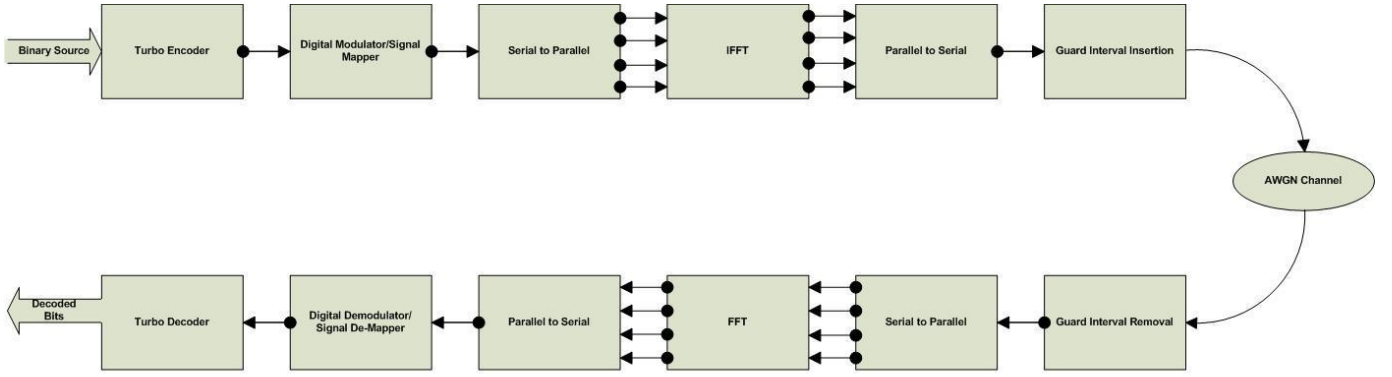 Binary Source
Turbo Encoder
Digital Modulator/Signal
Mapper
Serial to Parallel
IFFT
Parallel to Serial
Guard Interval Insertion
AWGN Channel
Decoded
Bits
Turbo Decoder
Digital Demodulator/
Signal De-Mapper
Parallel to Serial
FFT
Serial to Parallel
Guard Interval Removal